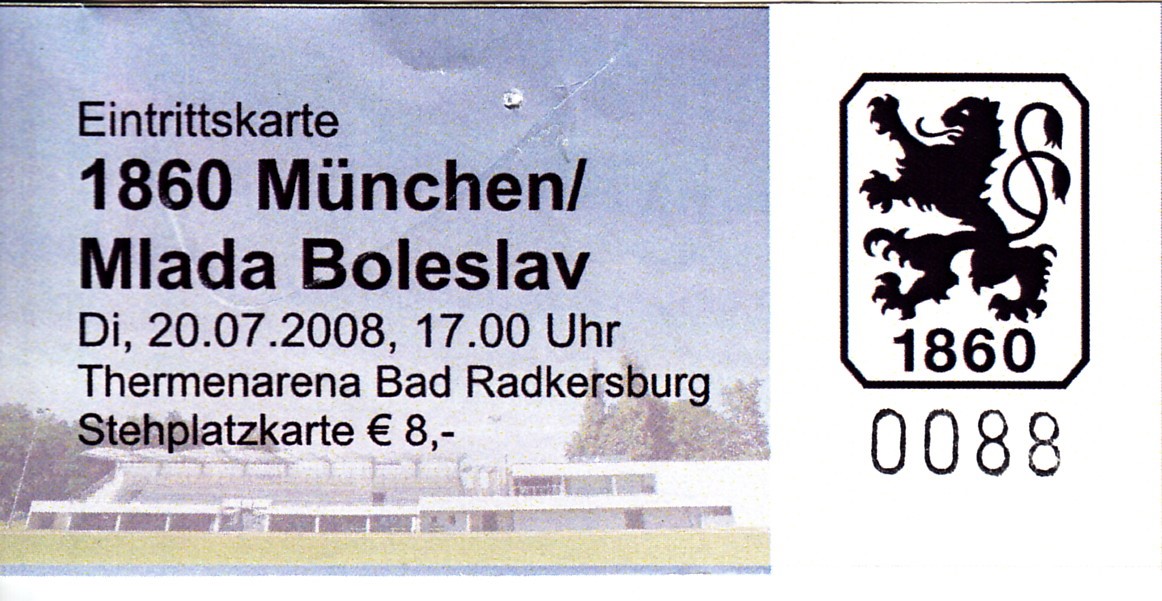 Eintrittskarte
1860 München/
Mlada Boleslav
Di, 20.07.2008, 17.00 Uhr
Thermenarena Bad Radkersburg
Stehplatzkarte € 8,-
1860
0088